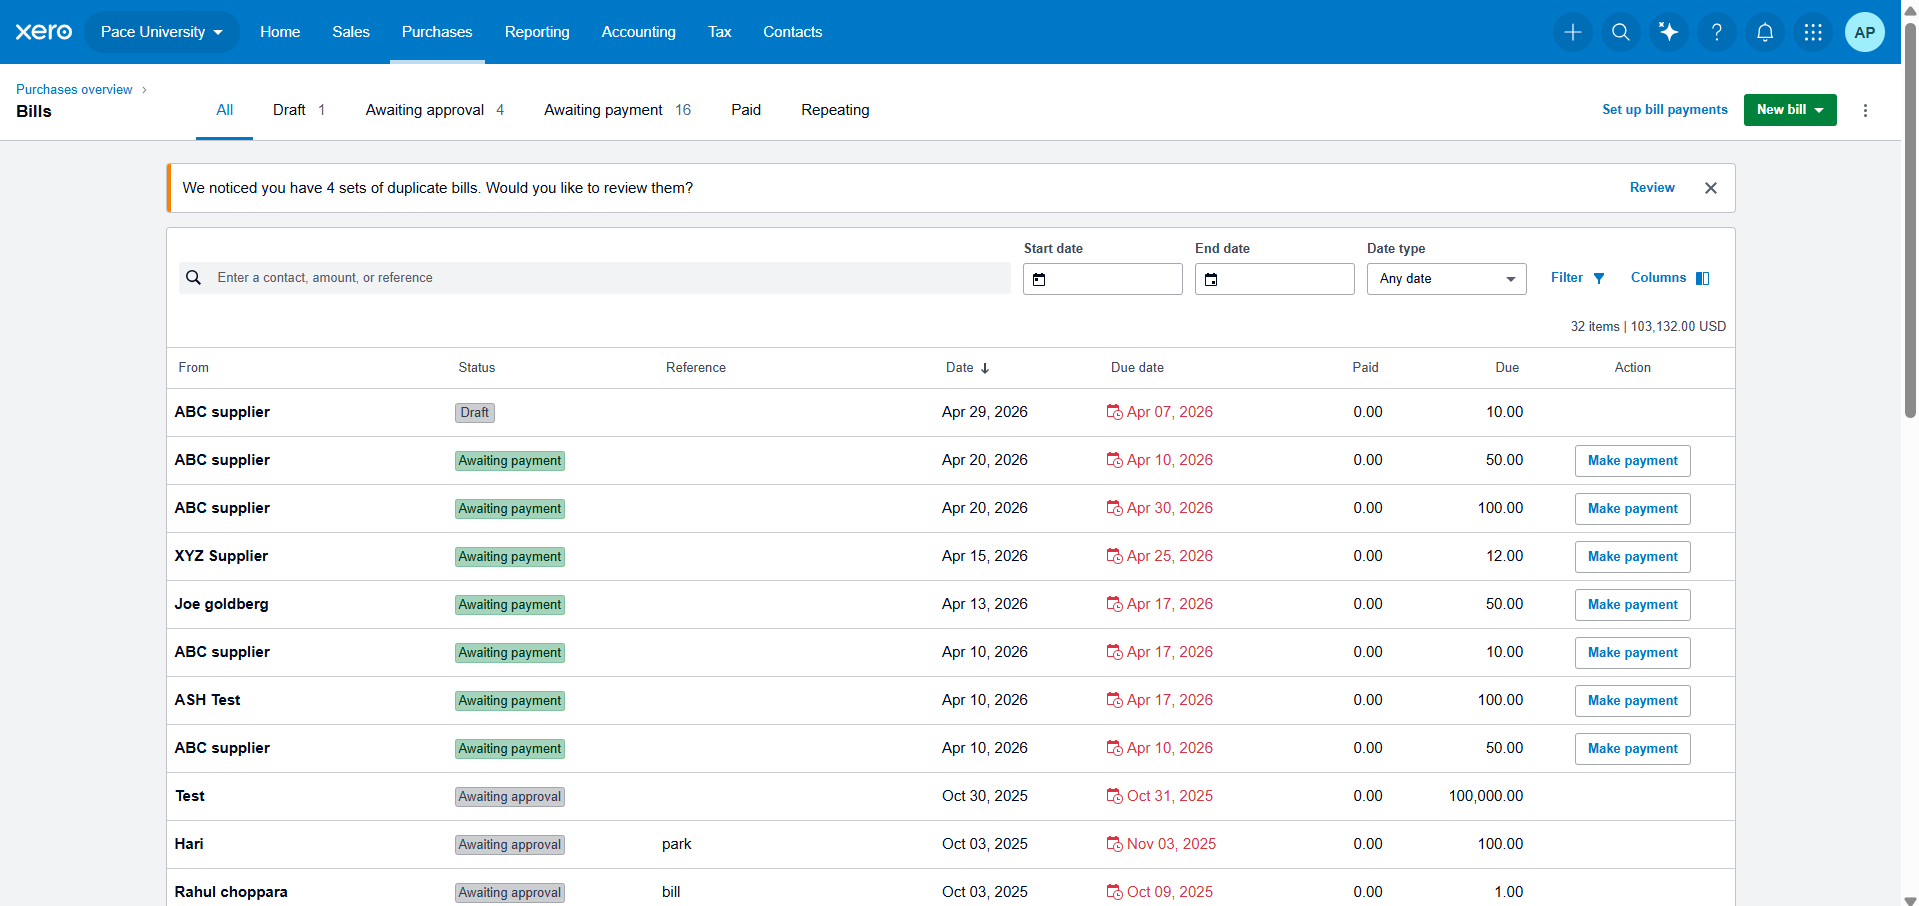 xero Pace University Home Sales Purchases Reporting Accounting Tax Contacts AP
Purchases overview
Bills
All Draft 1 Awaiting approval 4 Awaiting payment 16 Paid Repeating Set up bill payments New bill
We noticed you have 4 sets of duplicate bills. Would you like to review them? Review
Start date End date Date type
Enter a contact, amount, or reference Any date Filter Columns
32 items | 103,132.00 USD
From Status Reference Date Due date Paid Due Action
ABC supplier Draft Apr 29, 2026 Apr 07, 2026 0.00 10.00
ABC supplier Awaiting payment Apr 20, 2026 Apr 10, 2026 0.00 50.00 Make payment
ABC supplier Awaiting payment Apr 20, 2026 Apr 30, 2026 0.00 100.00 Make payment
XYZ Supplier Awaiting payment Apr 15, 2026 Apr 25, 2026 0.00 12.00 Make payment
Joe goldberg Awaiting payment Apr 13, 2026 Apr 17, 2026 0.00 50.00 Make payment
ABC supplier Awaiting payment Apr 10, 2026 Apr 17, 2026 0.00 10.00 Make payment
ASH Test Awaiting payment Apr 10, 2026 Apr 17, 2026 0.00 100.00 Make payment
ABC supplier Awaiting payment Apr 10, 2026 Apr 10, 2026 0.00 50.00 Make payment
Test Awaiting approval Oct 30, 2025 Oct 31, 2025 0.00 100,000.00
Hari Awaiting approval park Oct 03, 2025 Nov 03, 2025 0.00 100.00
Rahul choppara Awaiting approval bill Oct 03, 2025 Oct 09, 2025 0.00 1.00